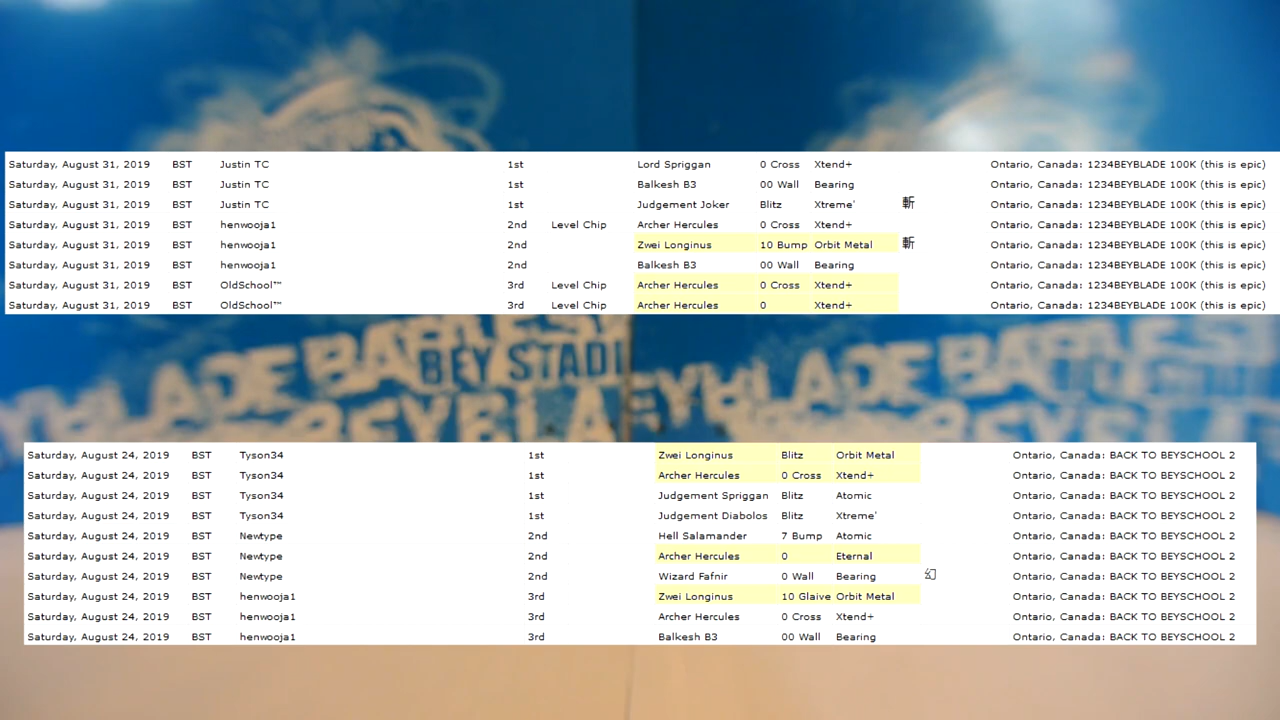 Saturday, August 31, 2019 BST Justin TC 1st Lord Spriggan 0 Cross Xtend+ Ontario, Canada: 1234BEYBLADE 100K (this is epic)
Saturday, August 31, 2019 BST Justin TC 1st Balkesh B3 00 Wall Bearing Ontario, Canada: 1234BEYBLADE 100K (this is epic)
Saturday, August 31, 2019 BST Justin TC 1st Judgement Joker Blitz Xtreme' 斬 Ontario, Canada: 1234BEYBLADE 100K (this is epic)
Saturday, August 31, 2019 BST henwooja1 2nd Level Chip Archer Hercules 0 Cross Xtend+ Ontario, Canada: 1234BEYBLADE 100K (this is epic)
Saturday, August 31, 2019 BST henwooja1 2nd Zwei Longinus 10 Bump Orbit Metal 斬 Ontario, Canada: 1234BEYBLADE 100K (this is epic)
Saturday, August 31, 2019 BST henwooja1 2nd Balkesh B3 00 Wall Bearing Ontario, Canada: 1234BEYBLADE 100K (this is epic)
Saturday, August 31, 2019 BST OldSchool™ 3rd Level Chip Archer Hercules 0 Cross Xtend+ Ontario, Canada: 1234BEYBLADE 100K (this is epic)
Saturday, August 31, 2019 BST OldSchool™ 3rd Level Chip Archer Hercules 0 Xtend+ Ontario, Canada: 1234BEYBLADE 100K (this is epic)
BEY STADI
Saturday, August 24, 2019 BST Tyson34 1st Zwei Longinus Blitz Orbit Metal Ontario, Canada: BACK TO BEYSCHOOL 2
Saturday, August 24, 2019 BST Tyson34 1st Archer Hercules 0 Cross Xtend+ Ontario, Canada: BACK TO BEYSCHOOL 2
Saturday, August 24, 2019 BST Tyson34 1st Judgement Spriggan Blitz Atomic Ontario, Canada: BACK TO BEYSCHOOL 2
Saturday, August 24, 2019 BST Tyson34 1st Judgement Diabolos Blitz Xtreme' Ontario, Canada: BACK TO BEYSCHOOL 2
Saturday, August 24, 2019 BST Newtype 2nd Hell Salamander 7 Bump Atomic Ontario, Canada: BACK TO BEYSCHOOL 2
Saturday, August 24, 2019 BST Newtype 2nd Archer Hercules 0 Eternal Ontario, Canada: BACK TO BEYSCHOOL 2
Saturday, August 24, 2019 BST Newtype 2nd Wizard Fafnir 0 Wall Bearing 幻 Ontario, Canada: BACK TO BEYSCHOOL 2
Saturday, August 24, 2019 BST henwooja1 3rd Zwei Longinus 10 Glaive Orbit Metal Ontario, Canada: BACK TO BEYSCHOOL 2
Saturday, August 24, 2019 BST henwooja1 3rd Archer Hercules 0 Cross Xtend+ Ontario, Canada: BACK TO BEYSCHOOL 2
Saturday, August 24, 2019 BST henwooja1 3rd Balkesh B3 00 Wall Bearing Ontario, Canada: BACK TO BEYSCHOOL 2